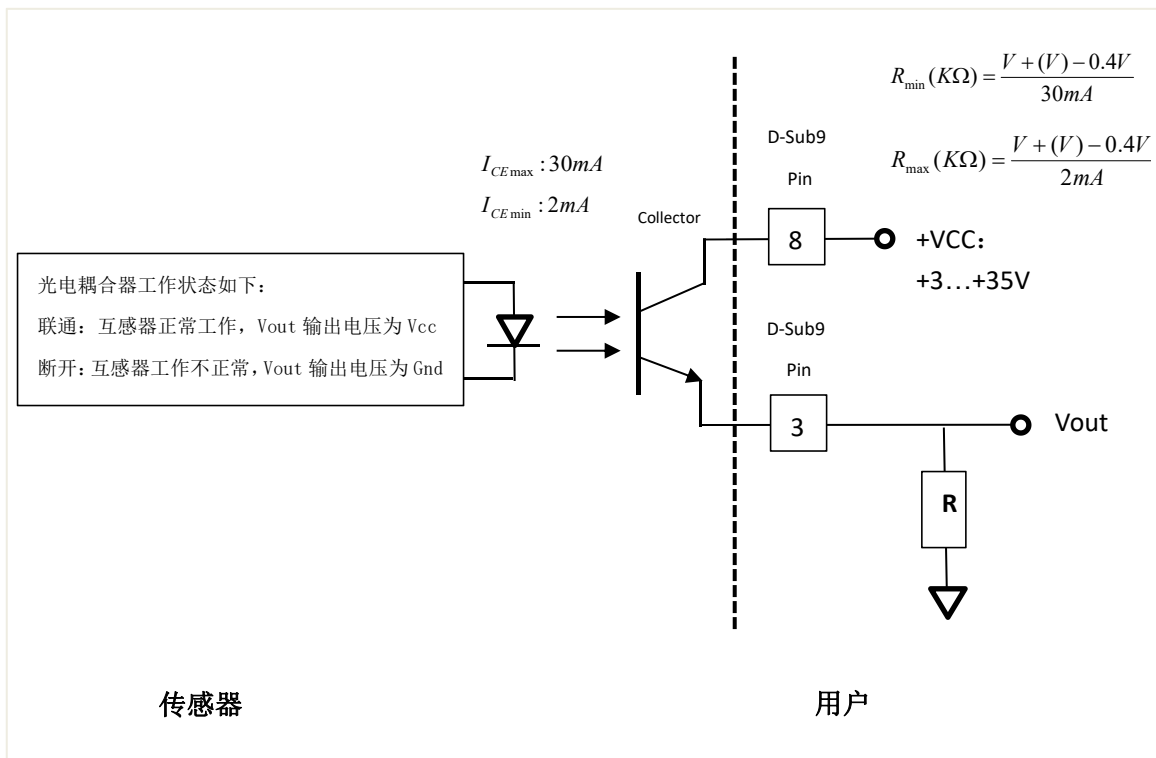 R_min(KΩ) = (V+(V)−0.4V) / 30mA
R_max(KΩ) = (V+(V)−0.4V) / 2mA
I_CEmax : 30mA
I_CEmin : 2mA
Collector
D-Sub9
Pin
8
+VCC：
+3…+35V
光电耦合器工作状态如下：
联通：互感器正常工作，Vout 输出电压为 Vcc
断开：互感器工作不正常，Vout 输出电压为 Gnd
D-Sub9
Pin
3
Vout
R
传感器
用户